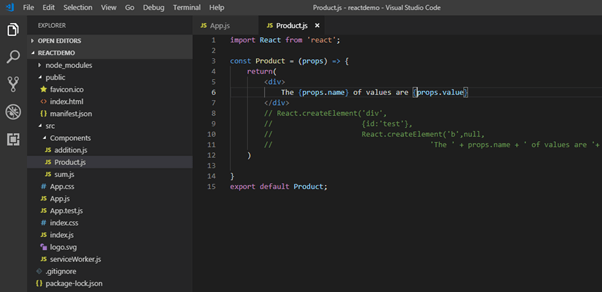 File Edit Selection View Go Debug Terminal Help Product.js - reactdemo - Visual Studio Code
EXPLORER
OPEN EDITORS
REACTDEMO
node_modules
public
favicon.ico
index.html
manifest.json
src
Components
addition.js
Product.js
sum.js
App.css
App.js
App.test.js
index.css
index.js
logo.svg
serviceWorker.js
.gitignore
package-lock.json
JS App.js JS Product.js ×
1 import React from 'react';
2
3 const Product = (props) => {
4 return(
5 <div>
6 The {props.name} of values are {props.value}
7 </div>
8 // React.createElement('div',
9 // {id:'test'},
10 // React.createElement('b',null,
11 // 'The ' + props.name + ' of values are '+
12 )
13
14 }
15 export default Product;